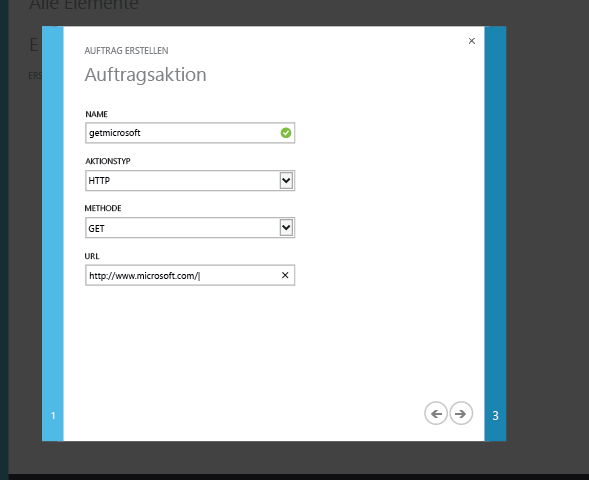 Alle Elemente
E
ERS
AUFTRAG ERSTELLEN
Auftragsaktion
NAME
getmicrosoft
AKTIONSTYP
HTTP
METHODE
GET
URL
http://www.microsoft.com/
1
3